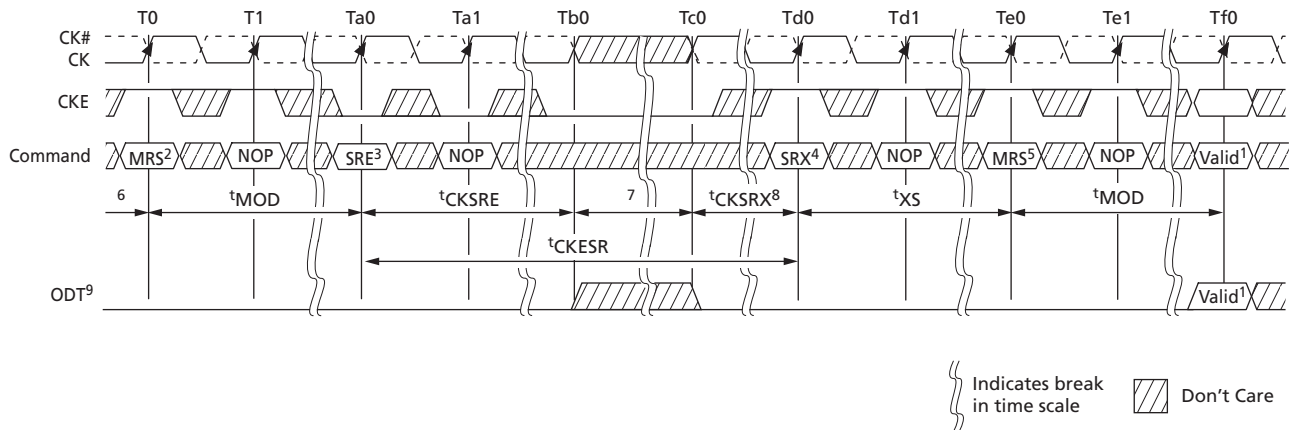 T0 T1 Ta0 Ta1 Tb0 Tc0 Td0 Td1 Te0 Te1 Tf0
CK#
CK
CKE
Command MRS2 NOP SRE3 NOP SRX4 NOP MRS5 NOP Valid1
6 tMOD tCKSRE 7 tCKSRX8 tXS tMOD
tCKESR
ODT9 Valid1
Indicates break
in time scale
Don't Care